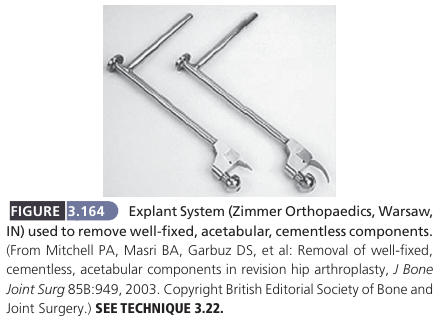 FIGURE 3.164 Explant System (Zimmer Orthopaedics, Warsaw,
IN) used to remove well-fixed, acetabular, cementless components.
(From Mitchell PA, Masri BA, Garbuz DS, et al: Removal of well-fixed,
cementless, acetabular components in revision hip arthroplasty, J Bone
Joint Surg 85B:949, 2003. Copyright British Editorial Society of Bone and
Joint Surgery.) SEE TECHNIQUE 3.22.